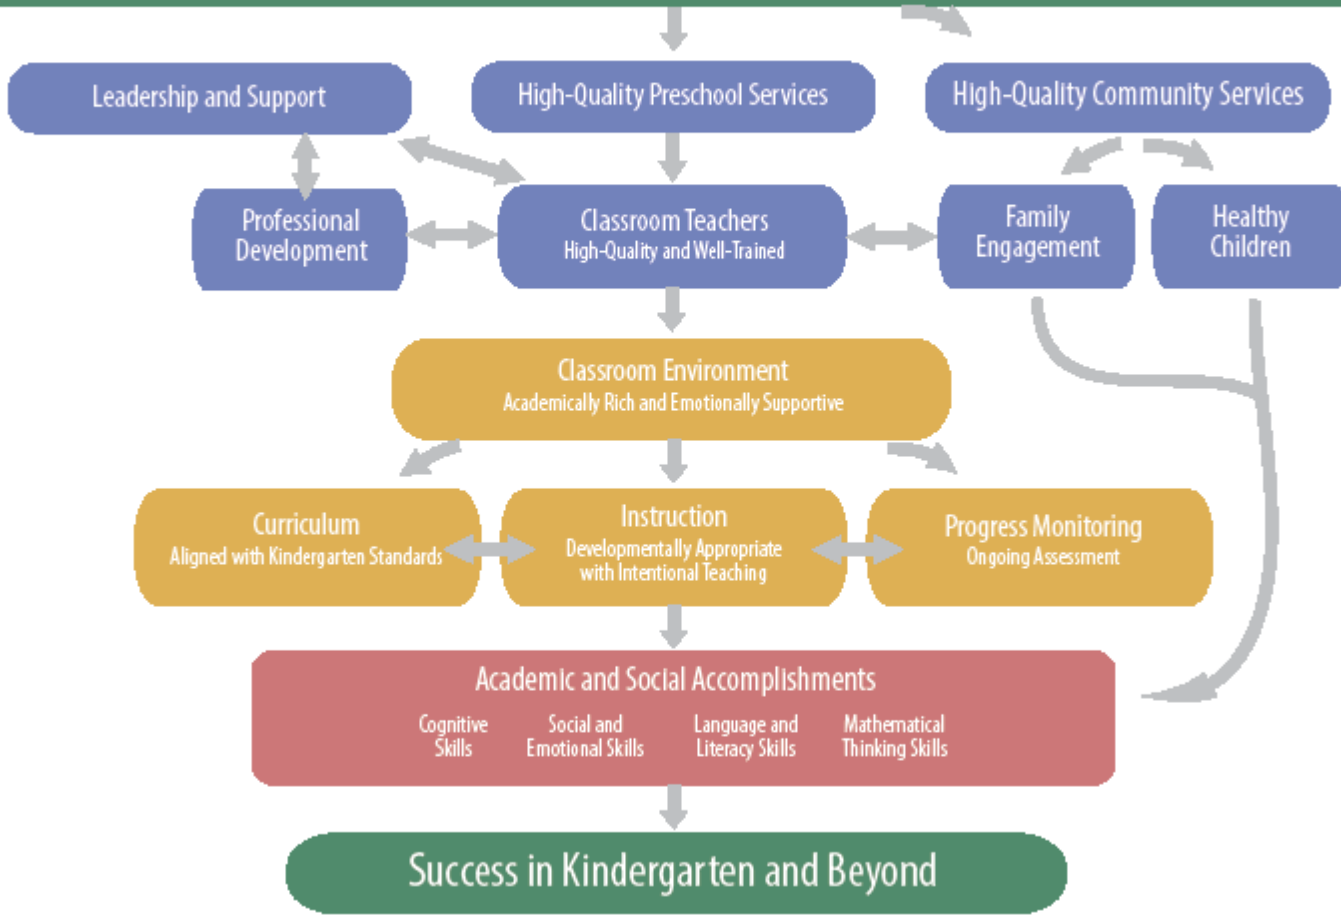 Leadership and Support
High-Quality Preschool Services
High-Quality Community Services
Professional
Development
Classroom Teachers
High-Quality and Well-Trained
Family
Engagement
Healthy
Children
Classroom Environment
Academically Rich and Emotionally Supportive
Curriculum
Aligned with Kindergarten Standards
Instruction
Developmentally Appropriate
with Intentional Teaching
Progress Monitoring
Ongoing Assessment
Academic and Social Accomplishments
Cognitive
Skills
Social and
Emotional Skills
Language and
Literacy Skills
Mathematical
Thinking Skills
Success in Kindergarten and Beyond